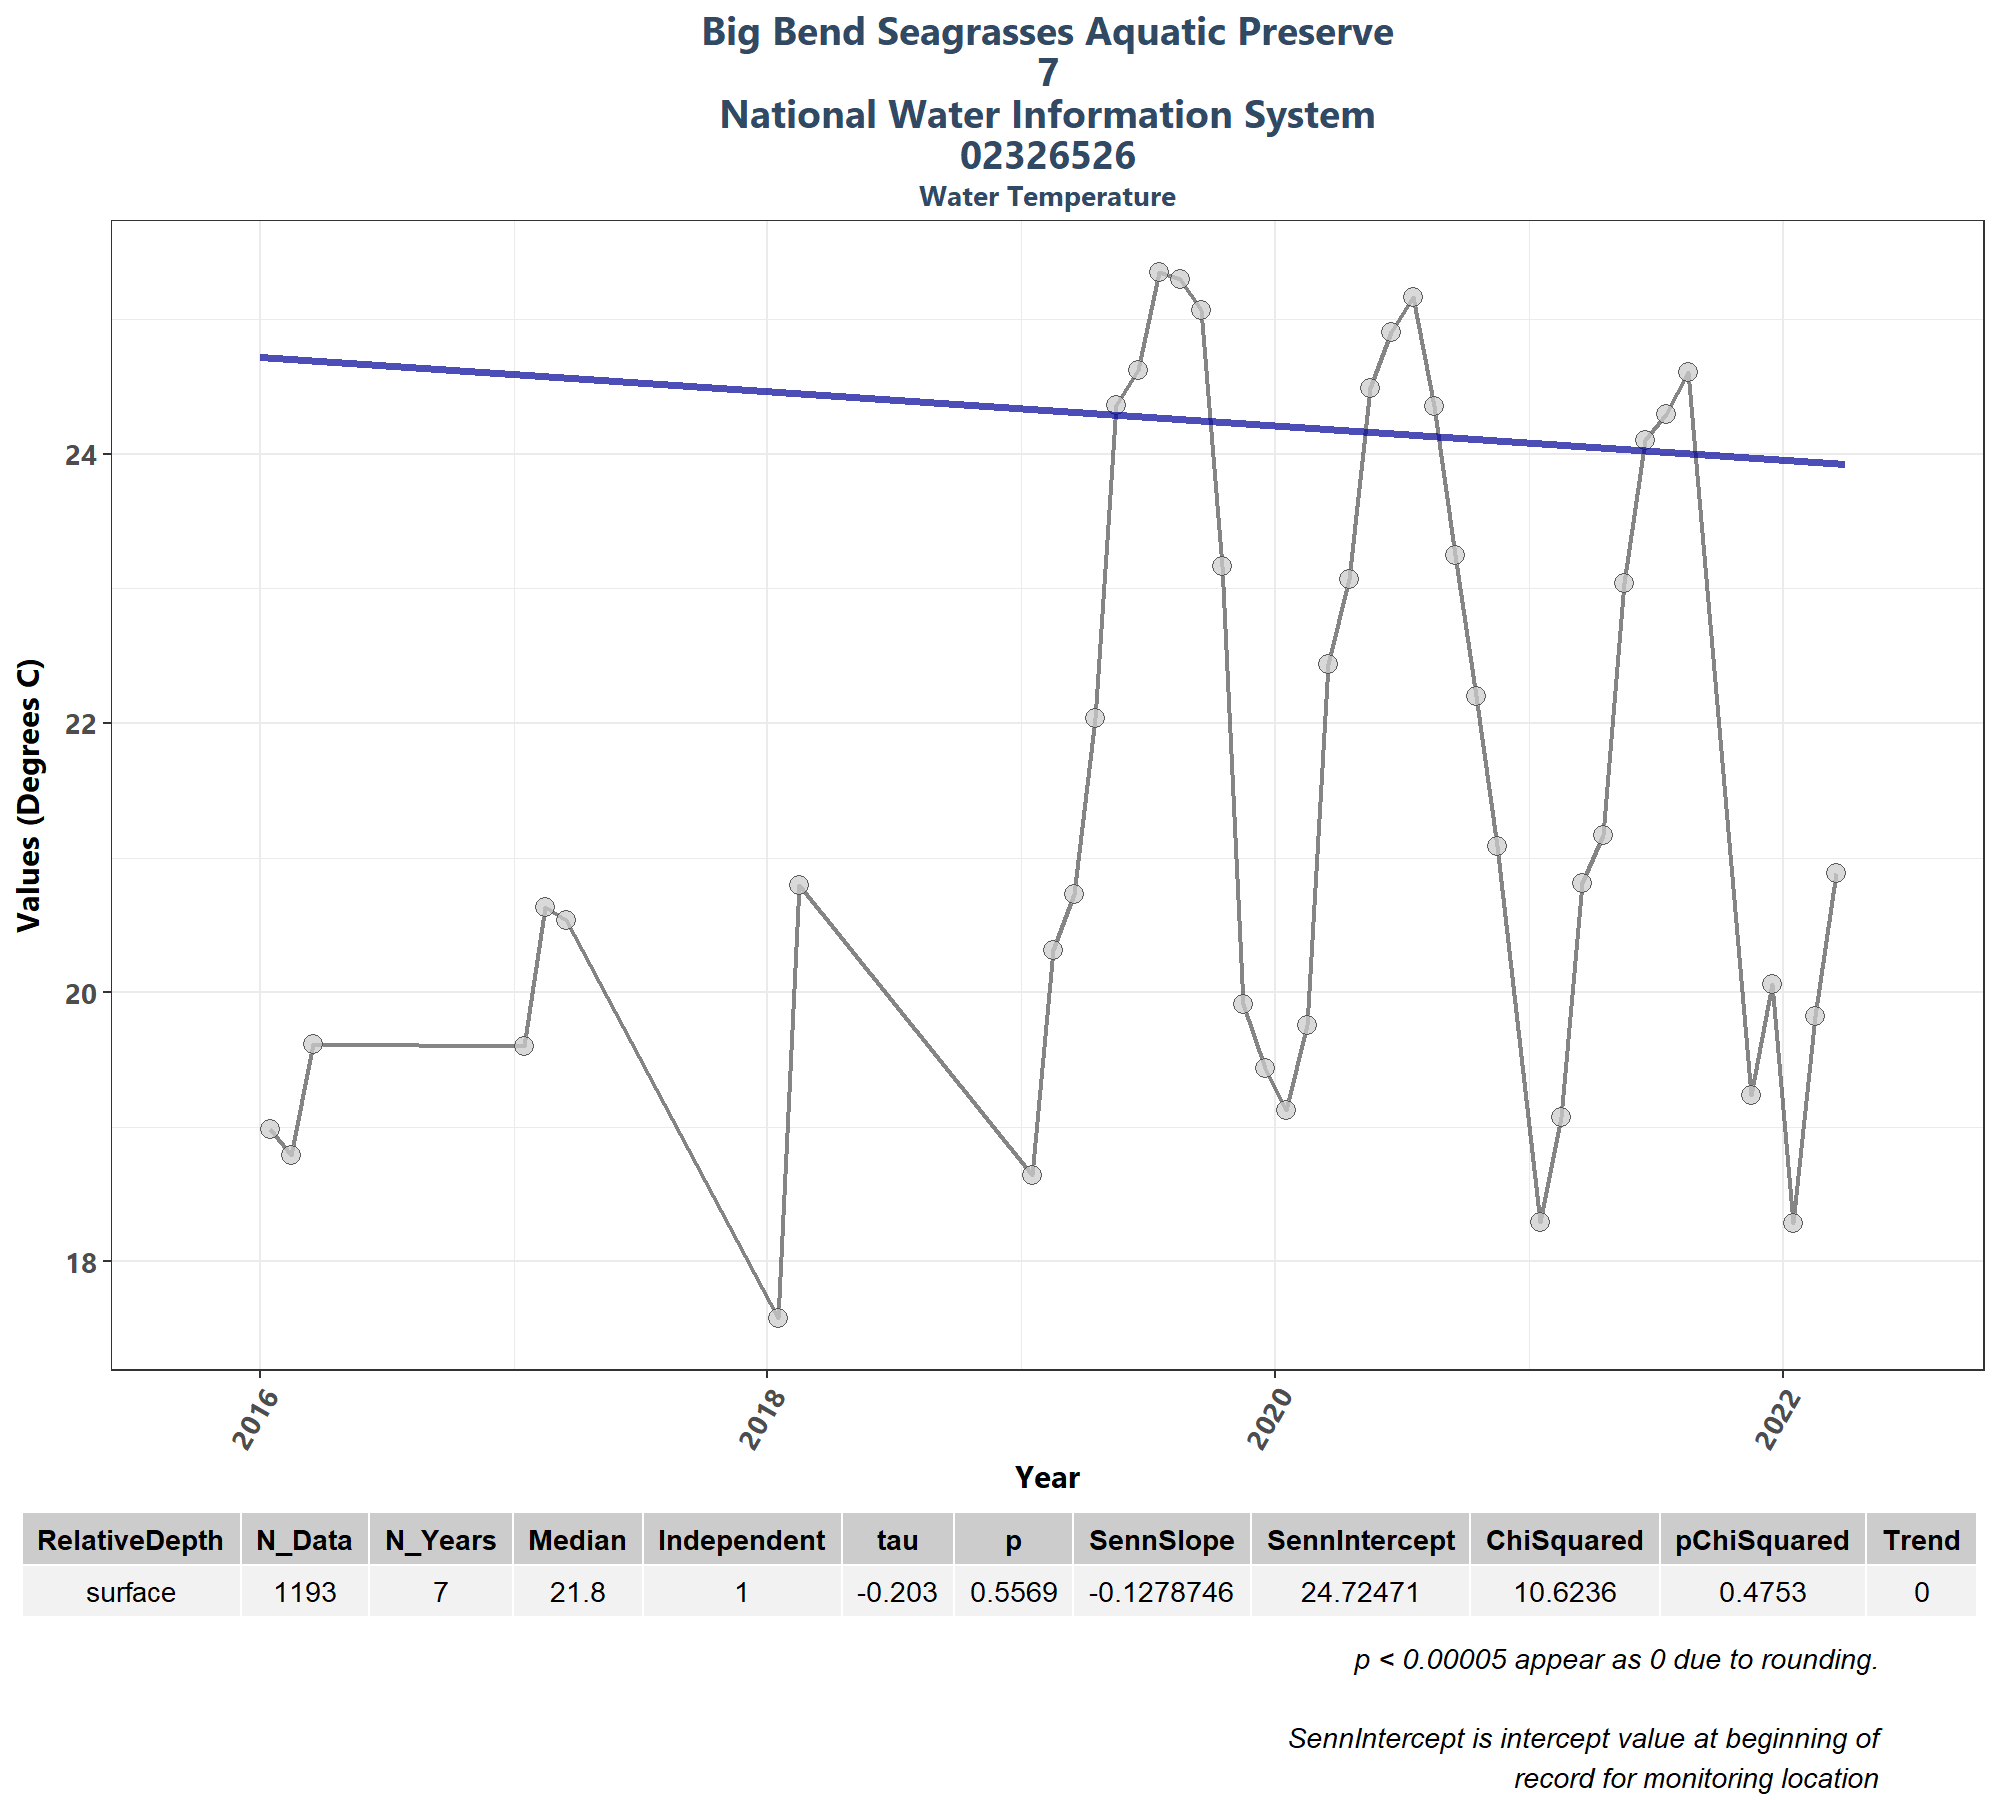 Big Bend Seagrasses Aquatic Preserve
7
National Water Information System
02326526
Water Temperature
Values (Degrees C)
24
22
20
18
2016
2018
2020
2022
Year
RelativeDepth N_Data N_Years Median Independent tau p SennSlope SennIntercept ChiSquared pChiSquared Trend
surface 1193 7 21.8 1 -0.203 0.5569 -0.1278746 24.72471 10.6236 0.4753 0
p < 0.00005 appear as 0 due to rounding.
SennIntercept is intercept value at beginning of
record for monitoring location